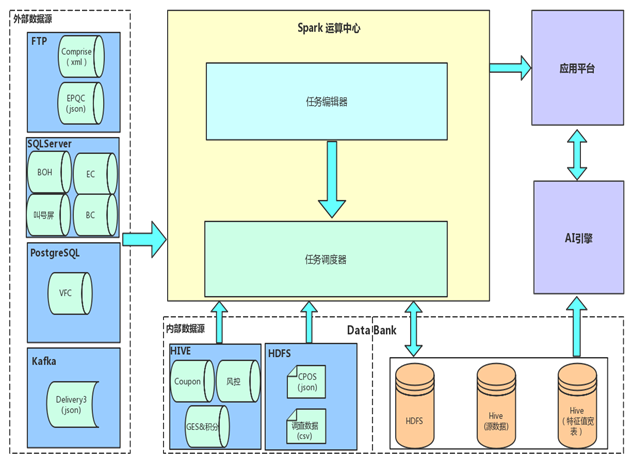 外部数据源
FTP
Comprise
（xml）
EPQC
(json)
SQLServer
BOH
EC
叫号屏
BC
PostgreSQL
VFC
Kafka
Delivery3
(json)
Spark 运算中心
任务编辑器
任务调度器
应用平台
AI引擎
内部数据源
Data Bank
HIVE
Coupon
风控
GES&积分
HDFS
CPOS
(json)
调查数据
(csv)
HDFS
Hive
(源数据)
Hive
（特征值宽
表）